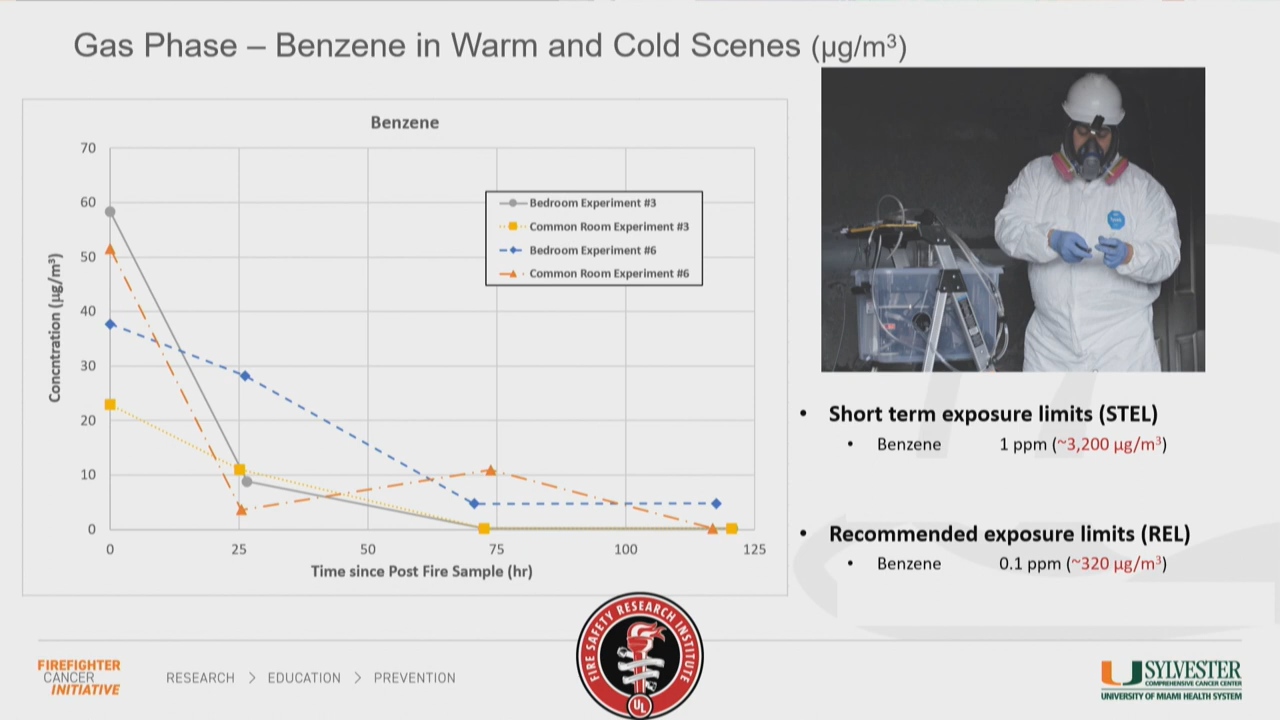 Gas Phase – Benzene in Warm and Cold Scenes (µg/m³)
Benzene
70
60
50
40
30
20
10
0
Concntration (µg/m³)
0 25 50 75 100 125
Time since Post Fire Sample (hr)
Bedroom Experiment #3
Common Room Experiment #3
Bedroom Experiment #6
Common Room Experiment #6
• Short term exposure limits (STEL)
• Benzene 1 ppm (~3,200 µg/m³)
• Recommended exposure limits (REL)
• Benzene 0.1 ppm (~320 µg/m³)
FIREFIGHTER
CANCER
INITIATIVE
RESEARCH > EDUCATION > PREVENTION
FIRE SAFETY RESEARCH INSTITUTE
UL
SYLVESTER
COMPREHENSIVE CANCER CENTER
UNIVERSITY OF MIAMI HEALTH SYSTEM